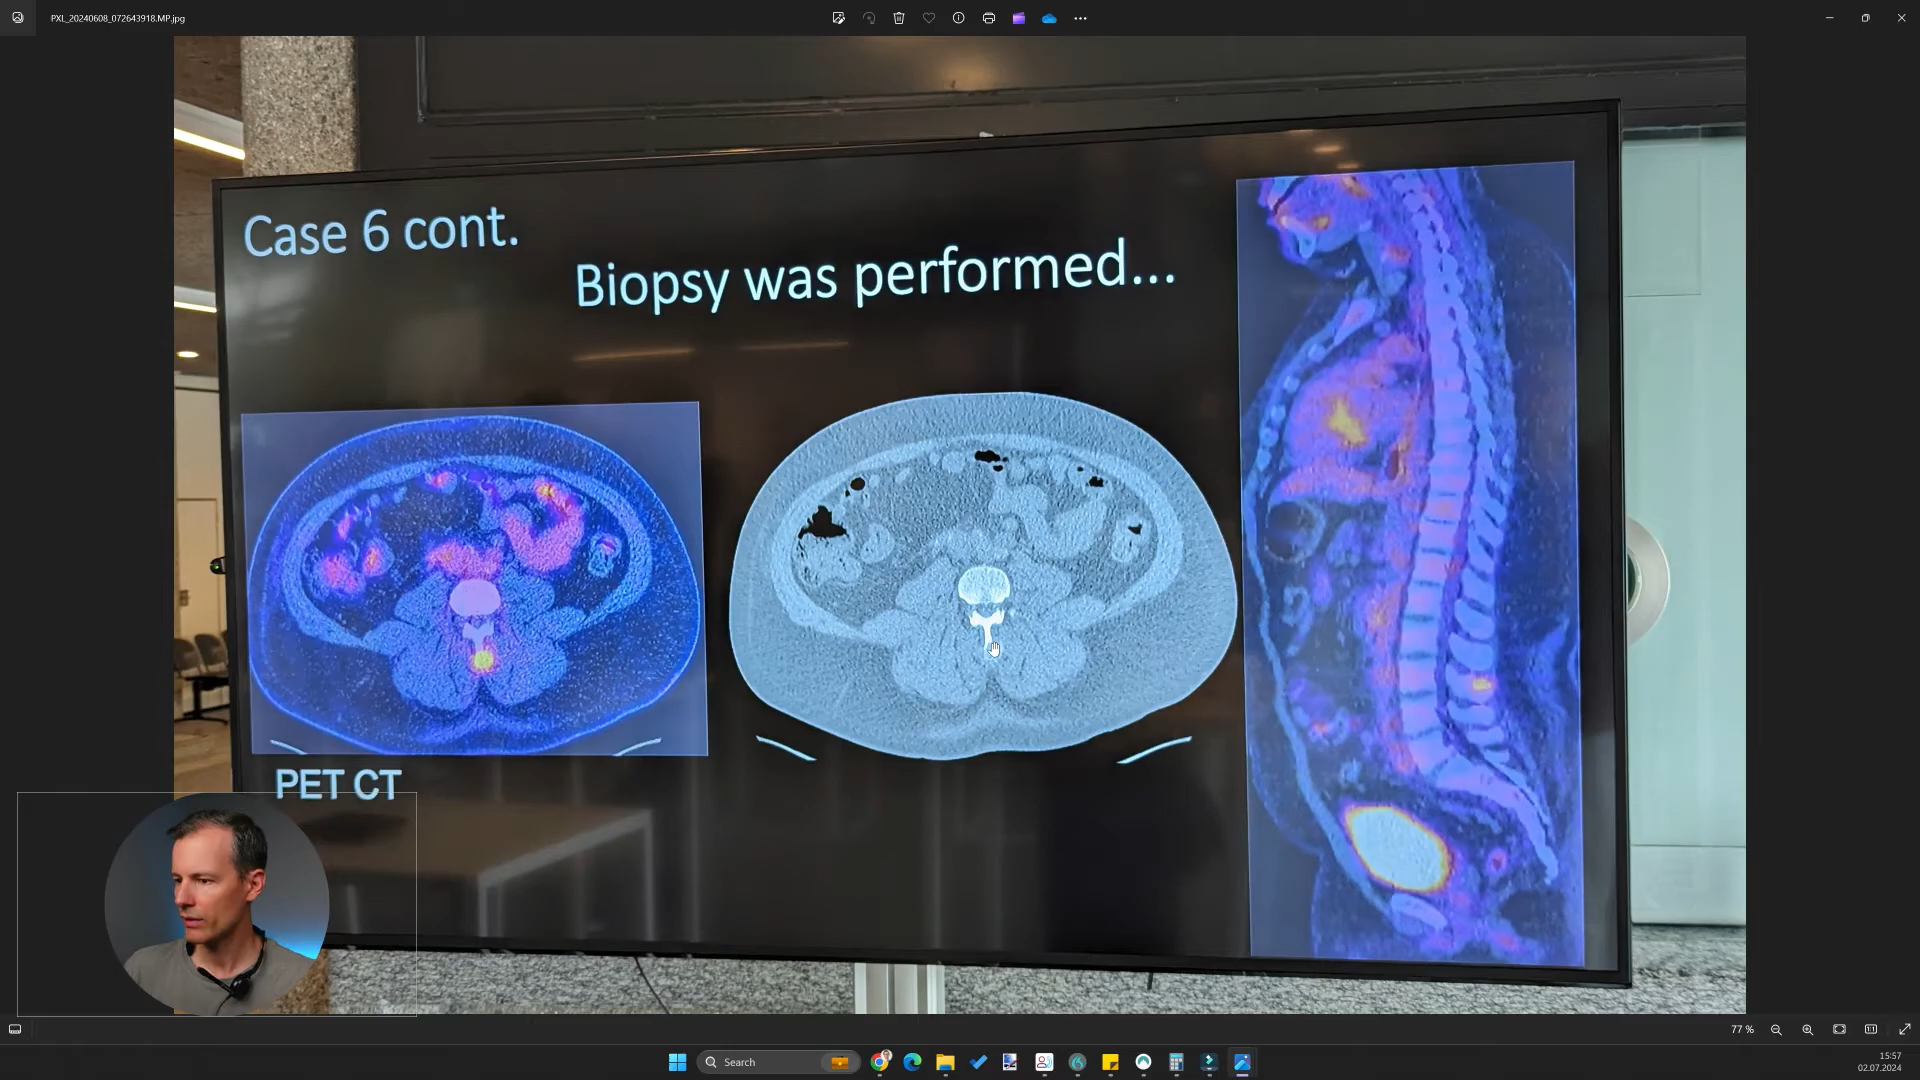 PXL_20240608_072643918.MP.jpg
Case 6 cont.
Biopsy was performed...
PET CT
77 %
Search
15:57
02.07.2024